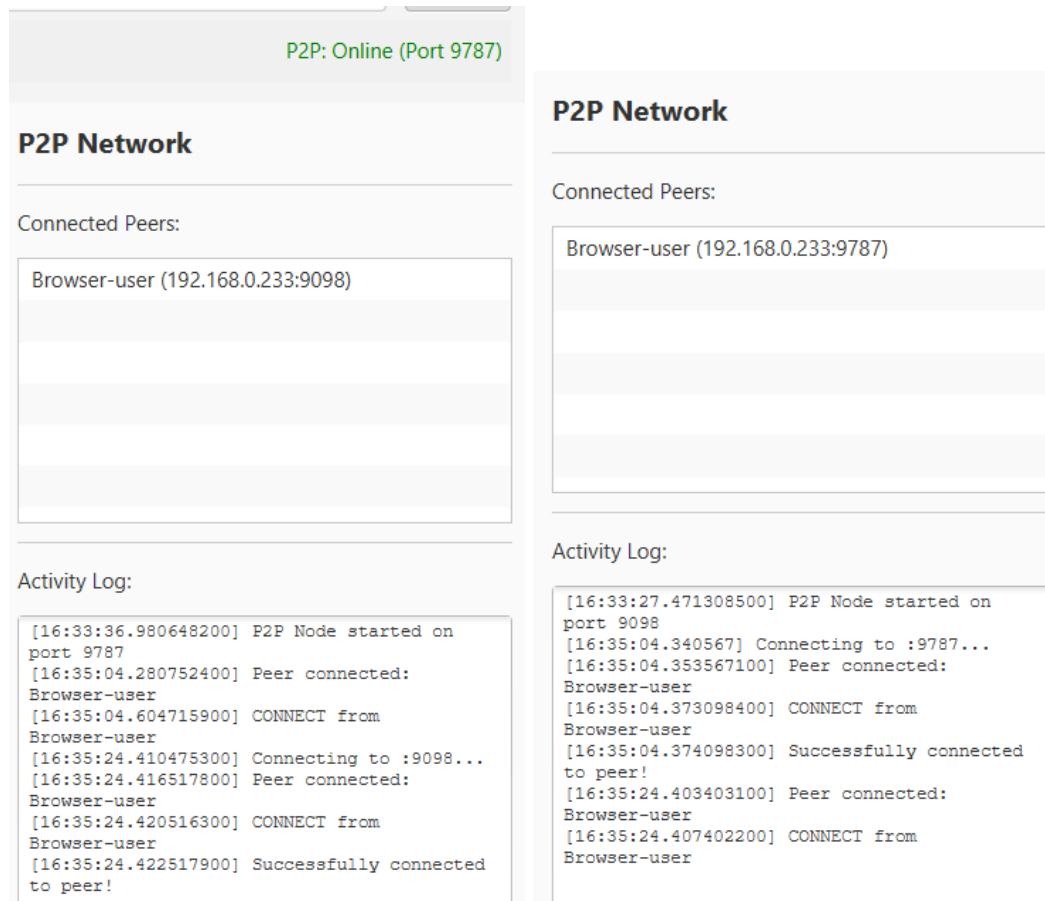 P2P: Online (Port 9787)
P2P Network
Connected Peers:
Browser-user (192.168.0.233:9098)
Activity Log:
[16:33:36.980648200] P2P Node started on
port 9787
[16:35:04.280752400] Peer connected:
Browser-user
[16:35:04.604715900] CONNECT from
Browser-user
[16:35:24.410475300] Connecting to :9098...
[16:35:24.416517800] Peer connected:
Browser-user
[16:35:24.420516300] CONNECT from
Browser-user
[16:35:24.422517900] Successfully connected
to peer!
P2P Network
Connected Peers:
Browser-user (192.168.0.233:9787)
Activity Log:
[16:33:27.471308500] P2P Node started on
port 9098
[16:35:04.340567] Connecting to :9787...
[16:35:04.353567100] Peer connected:
Browser-user
[16:35:04.373098400] CONNECT from
Browser-user
[16:35:04.374098300] Successfully connected
to peer!
[16:35:24.403403100] Peer connected:
Browser-user
[16:35:24.407402200] CONNECT from
Browser-user